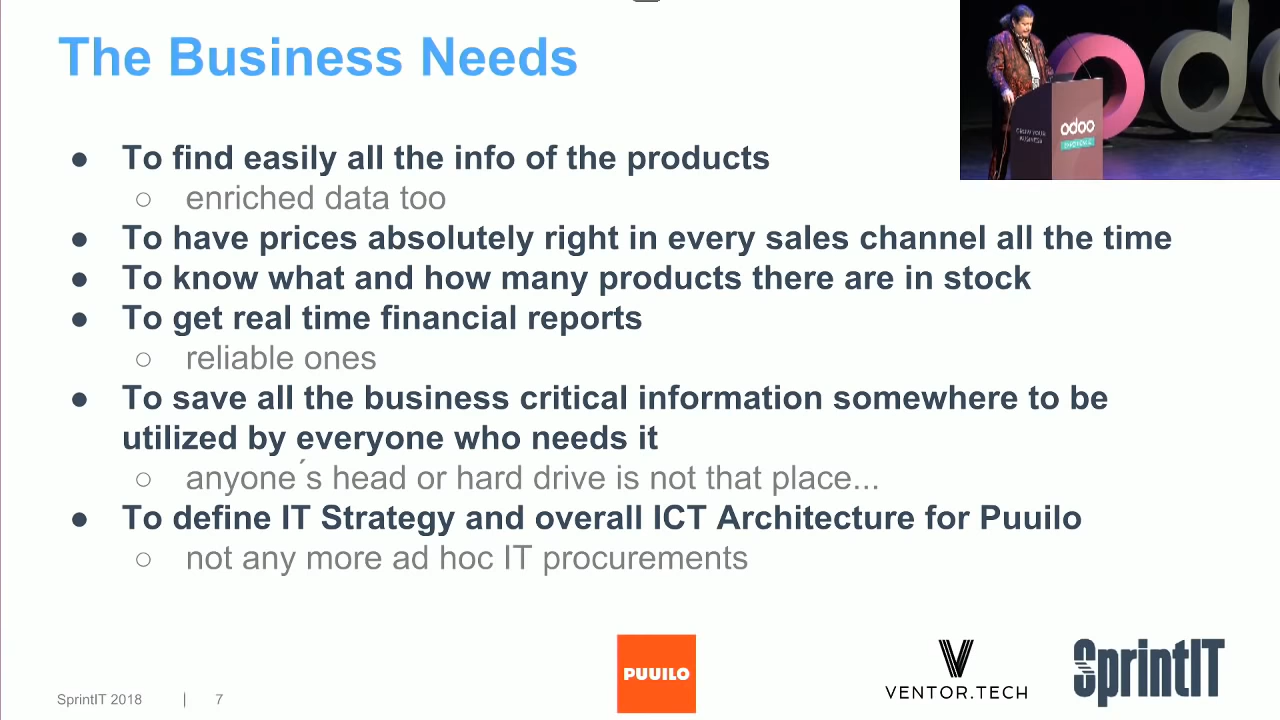 The Business Needs
● To find easily all the info of the products
○ enriched data too
● To have prices absolutely right in every sales channel all the time
● To know what and how many products there are in stock
● To get real time financial reports
○ reliable ones
● To save all the business critical information somewhere to be
utilized by everyone who needs it
○ anyone´s head or hard drive is not that place...
● To define IT Strategy and overall ICT Architecture for Puuilo
○ not any more ad hoc IT procurements
odoo
GROW YOUR
BUSINESS
odoo
SprintIT 2018 | 7
PUUILO
VENTOR.TECH
SprintIT